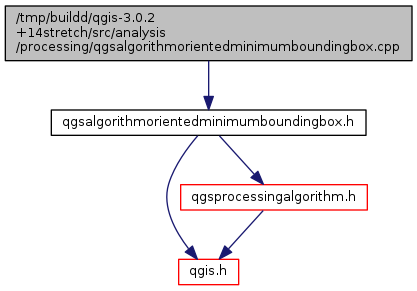 /tmp/buildd/qgis-3.0.2
+14stretch/src/analysis
/processing/qgsalgorithmorientedminimumboundingbox.cpp
qgsalgorithmorientedminimumboundingbox.h
qgsprocessingalgorithm.h
qgis.h